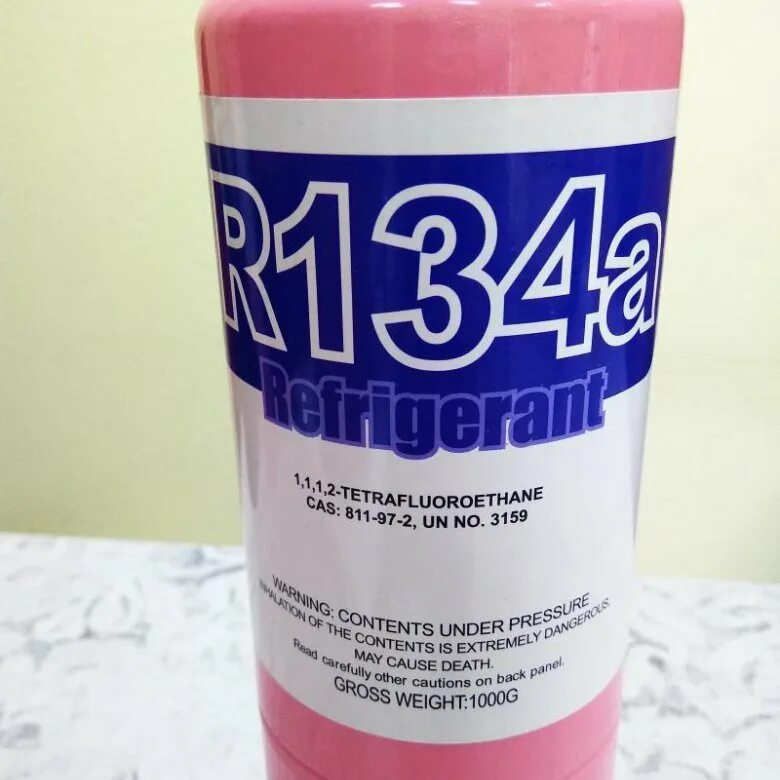 R134a
Refrigerant
1,1,1,2-TETRAFLUOROETHANE
CAS: 811-97-2, UN NO. 3159
WARNING: CONTENTS UNDER PRESSURE
INHALATION OF THE CONTENTS IS EXTREMELY DANGEROUS.
MAY CAUSE DEATH.
Read carefully other cautions on back panel.
GROSS WEIGHT:1000G